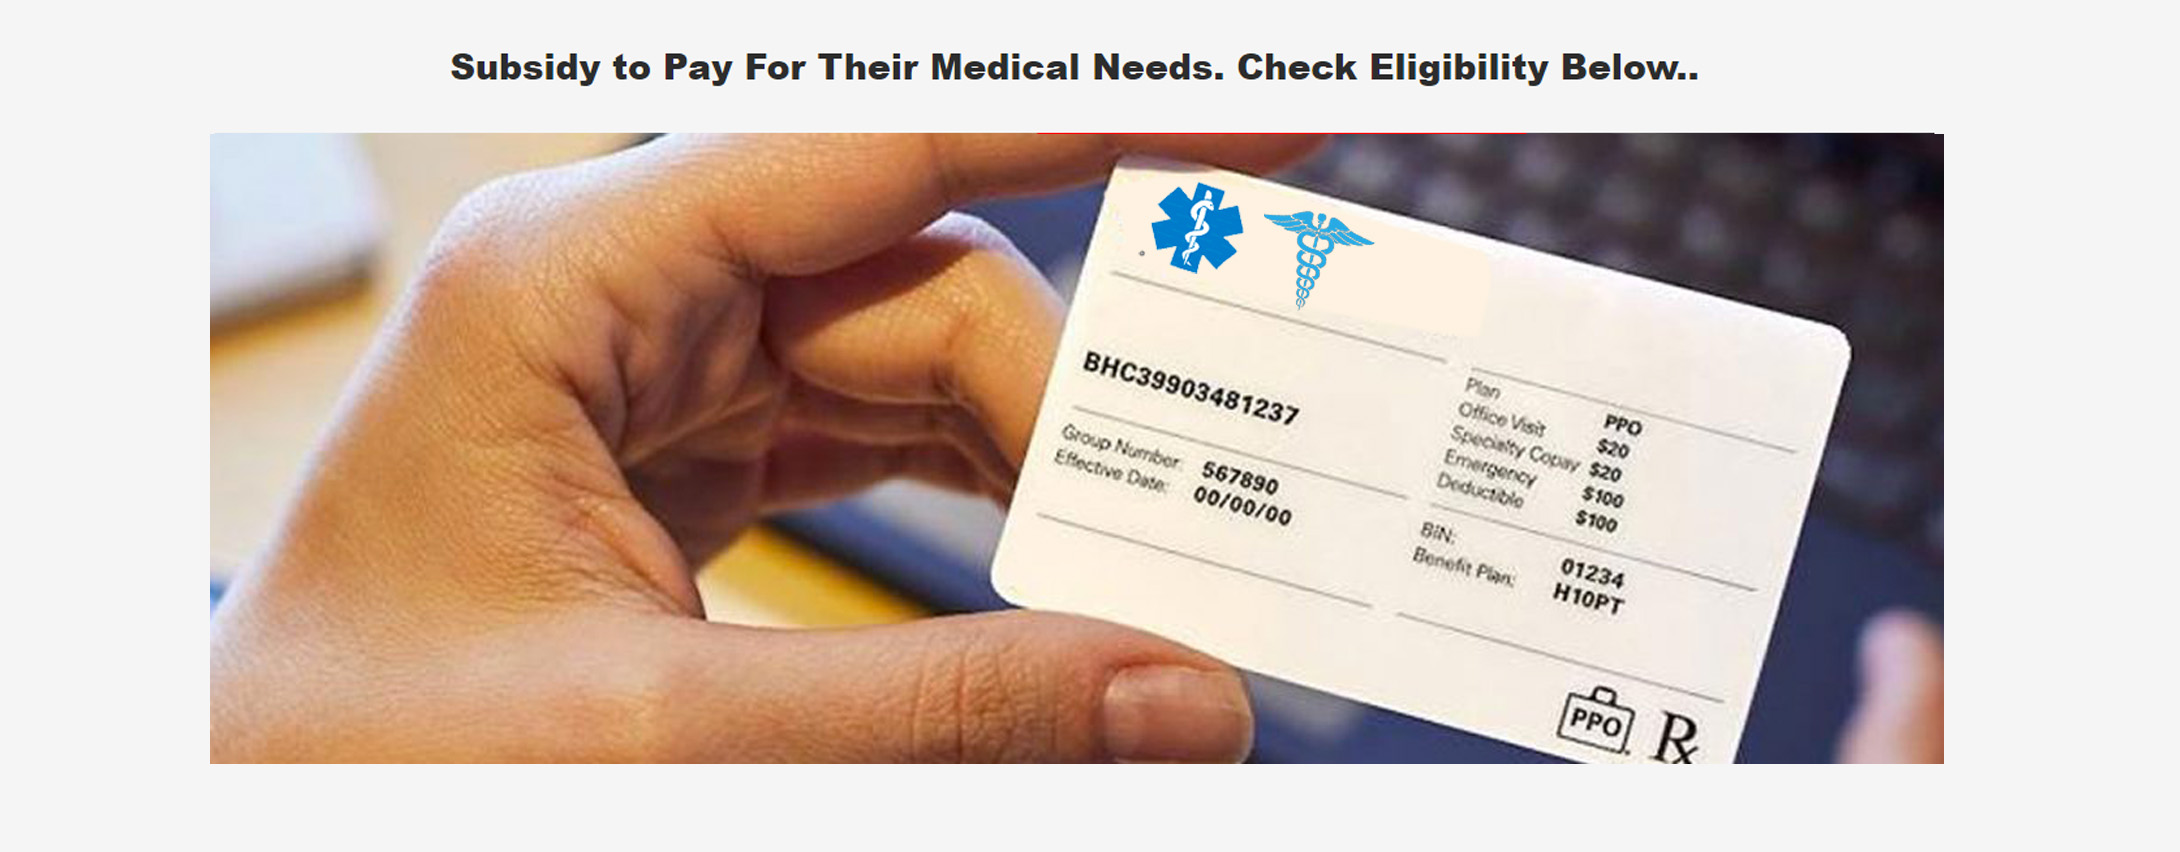 Subsidy to Pay For Their Medical Needs. Check Eligibility Below..
BHC39903481237
Group Number: 567890
Effective Date: 00/00/00
Plan PPO
Office Visit $20
Specialty Copay $20
Emergency $100
Deductible $100
BIN: 01234
Benefit Plan: H10PT
PPO
Rx